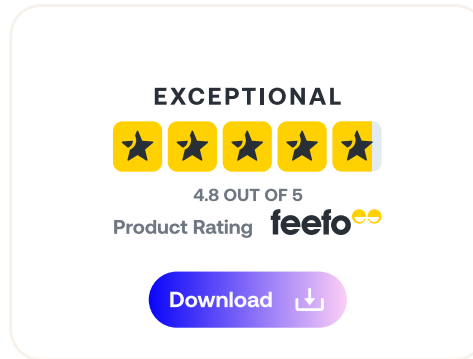 EXCEPTIONAL
4.8 OUT OF 5
Product Rating feefo
Download